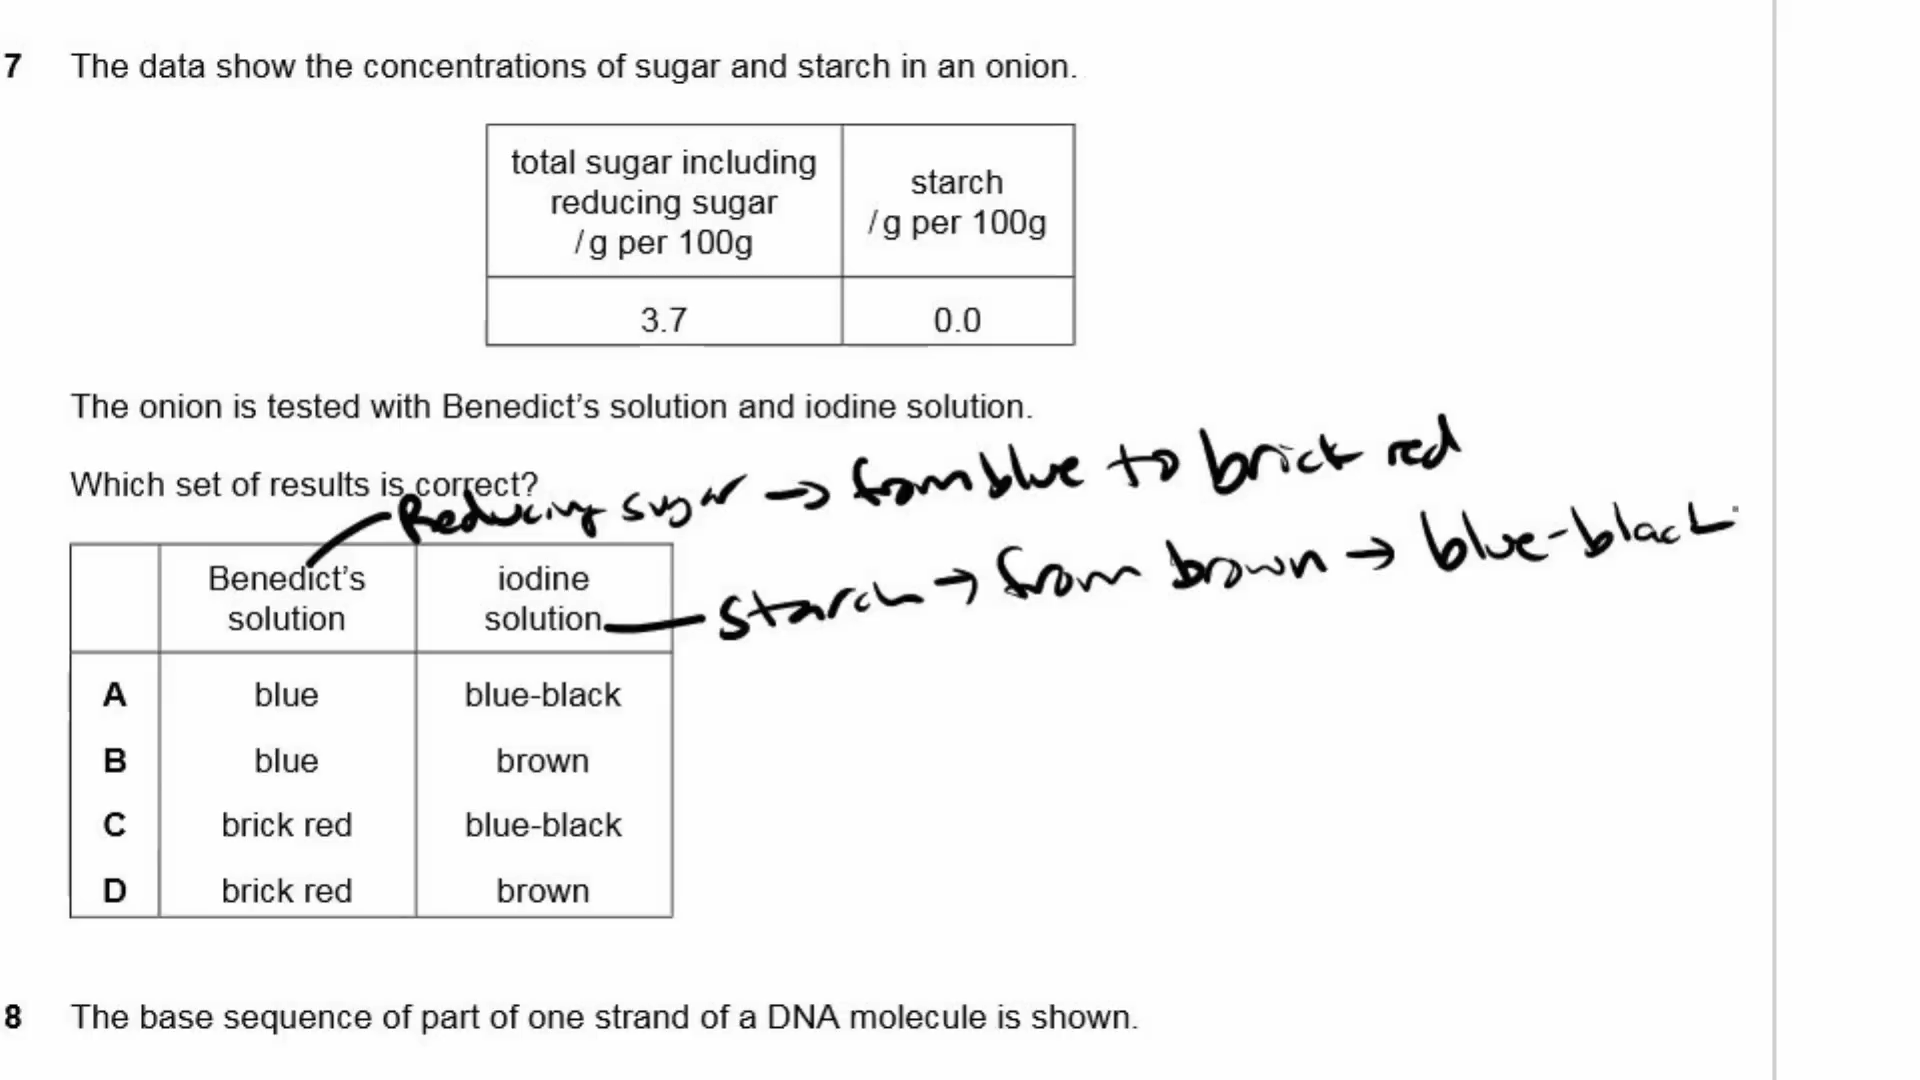 7 The data show the concentrations of sugar and starch in an onion.
total sugar including reducing sugar / g per 100g
starch / g per 100g
3.7 0.0
The onion is tested with Benedict's solution and iodine solution.
Which set of results is correct?
Reducing sugar → from blue to brick red
starch → from brown → blue-black
Benedict's solution
iodine solution
A blue blue-black
B blue brown
C brick red blue-black
D brick red brown
8 The base sequence of part of one strand of a DNA molecule is shown.